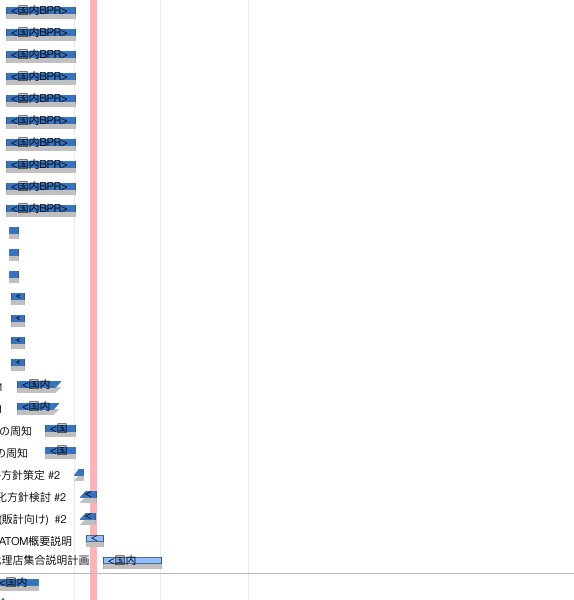 <国内BPR>
<国内BPR>
<国内BPR>
<国内BPR>
<国内BPR>
<国内BPR>
<国内BPR>
<国内BPR>
<国内BPR>
<国内BPR>
<
<
<
<
<国内
<国内
の周知 <国
の周知 <国
方針策定 #2
化方針検討 #2 <
(販計向け) #2 <
ATOM概要説明 <
理店集合説明計画 <国内
<国内